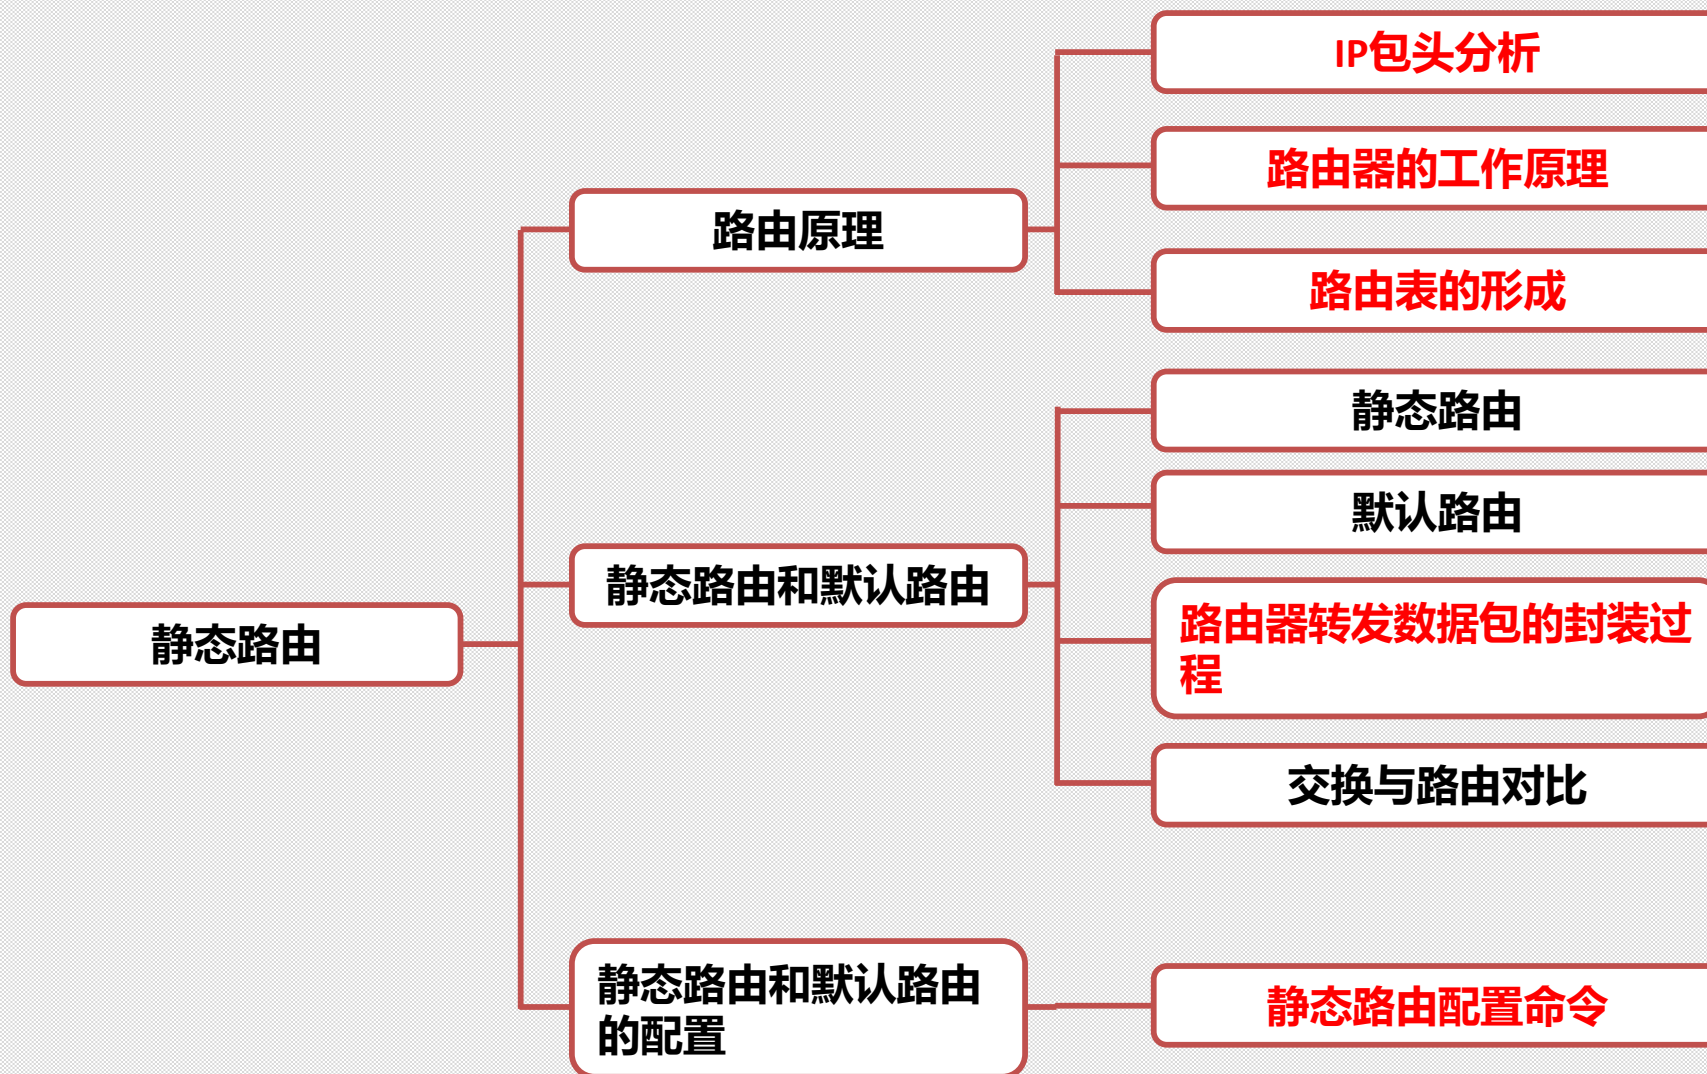 IP包头分析
路由器的工作原理
路由原理
路由表的形成
静态路由
默认路由
静态路由和默认路由
路由器转发数据包的封装过
程
静态路由
交换与路由对比
静态路由和默认路由
的配置
静态路由配置命令